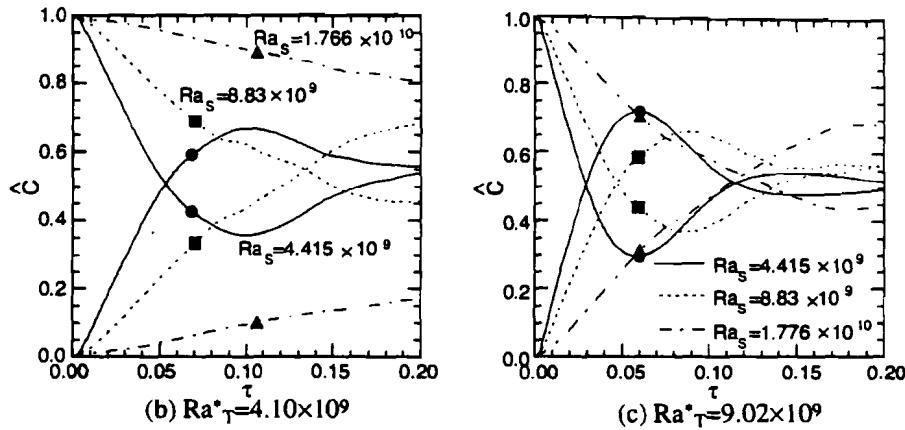 1.0
0.8
0.6
0.4
0.2
0.0
Ĉ
Ra_s=1.766 × 10^10
Ra_s=8.83 × 10^9
Ra_s=4.415 × 10^9
0.00 0.05 0.10 0.15 0.20
τ
(b) Ra*_T=4.10×10^9
1.0
0.8
0.6
0.4
0.2
0.0
Ĉ
Ra_s=4.415 × 10^9
Ra_s=8.83 × 10^9
Ra_s=1.776 × 10^10
0.00 0.05 0.10 0.15 0.20
τ
(c) Ra*_T=9.02×10^9